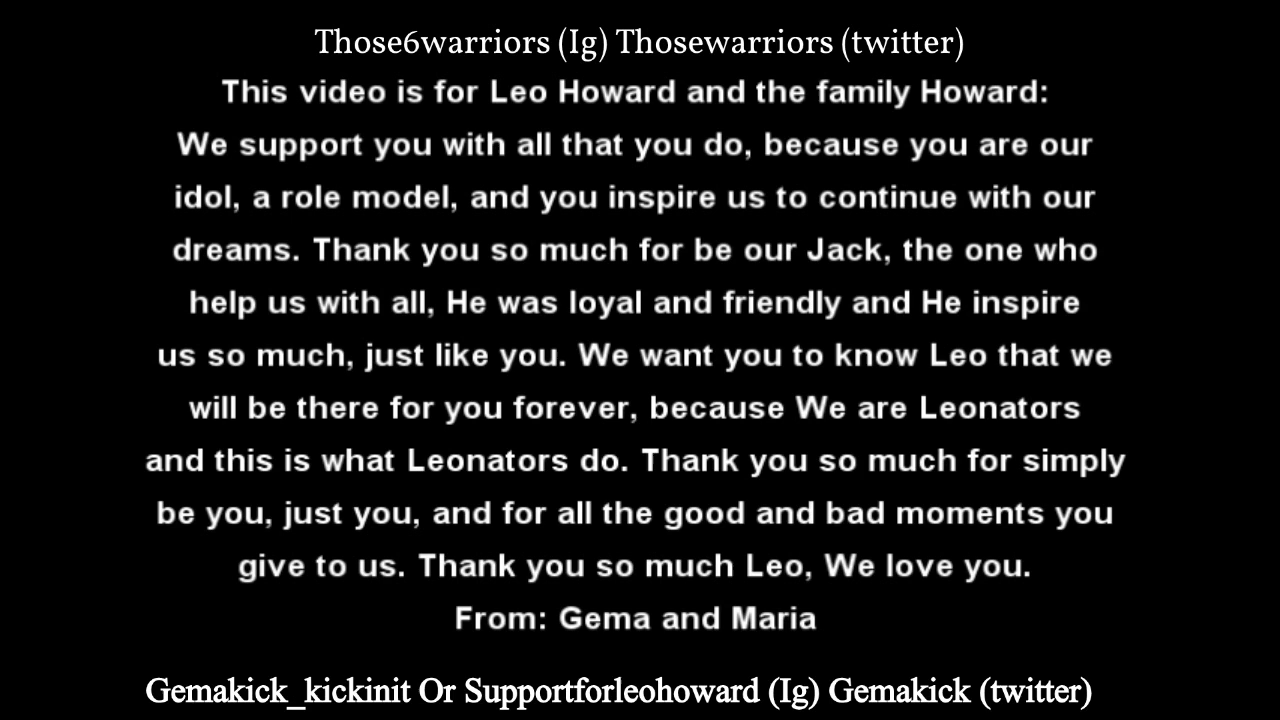 Those6warriors (Ig) Thosewarriors (twitter)
This video is for Leo Howard and the family Howard:
We support you with all that you do, because you are our
idol, a role model, and you inspire us to continue with our
dreams. Thank you so much for be our Jack, the one who
help us with all, He was loyal and friendly and He inspire
us so much, just like you. We want you to know Leo that we
will be there for you forever, because We are Leonators
and this is what Leonators do. Thank you so much for simply
be you, just you, and for all the good and bad moments you
give to us. Thank you so much Leo, We love you.
From: Gema and Maria
Gemakick_kickinit Or Supportforleohoward (Ig) Gemakick (twitter)